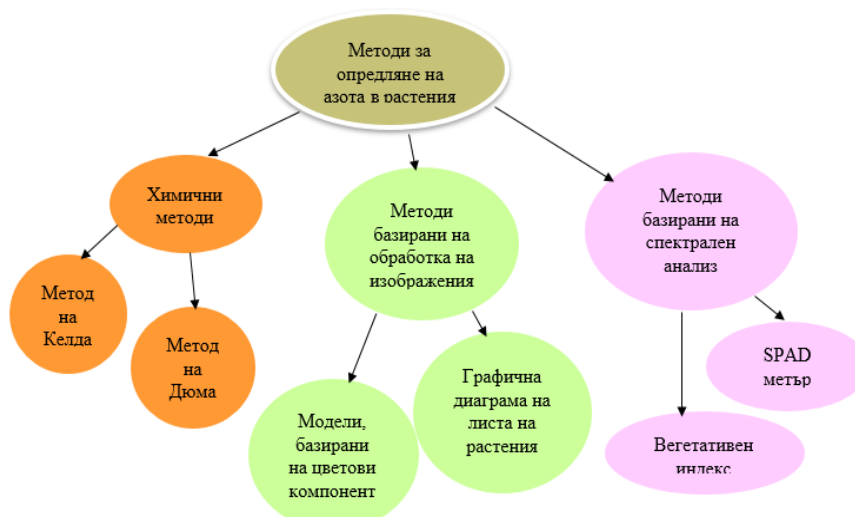 Методи за
опредляне на
азота в растения
Химични
методи
Методи
базирани на
обработка на
изображения
Методи
базирани на
спектрален
анализ
Метод
на
Келда
Метод
на
Дюма
Модели,
базирани
на цветови
компонент
Графична
диаграма на
листа на
растения
SPAD
метър
Вегетативен
индекс